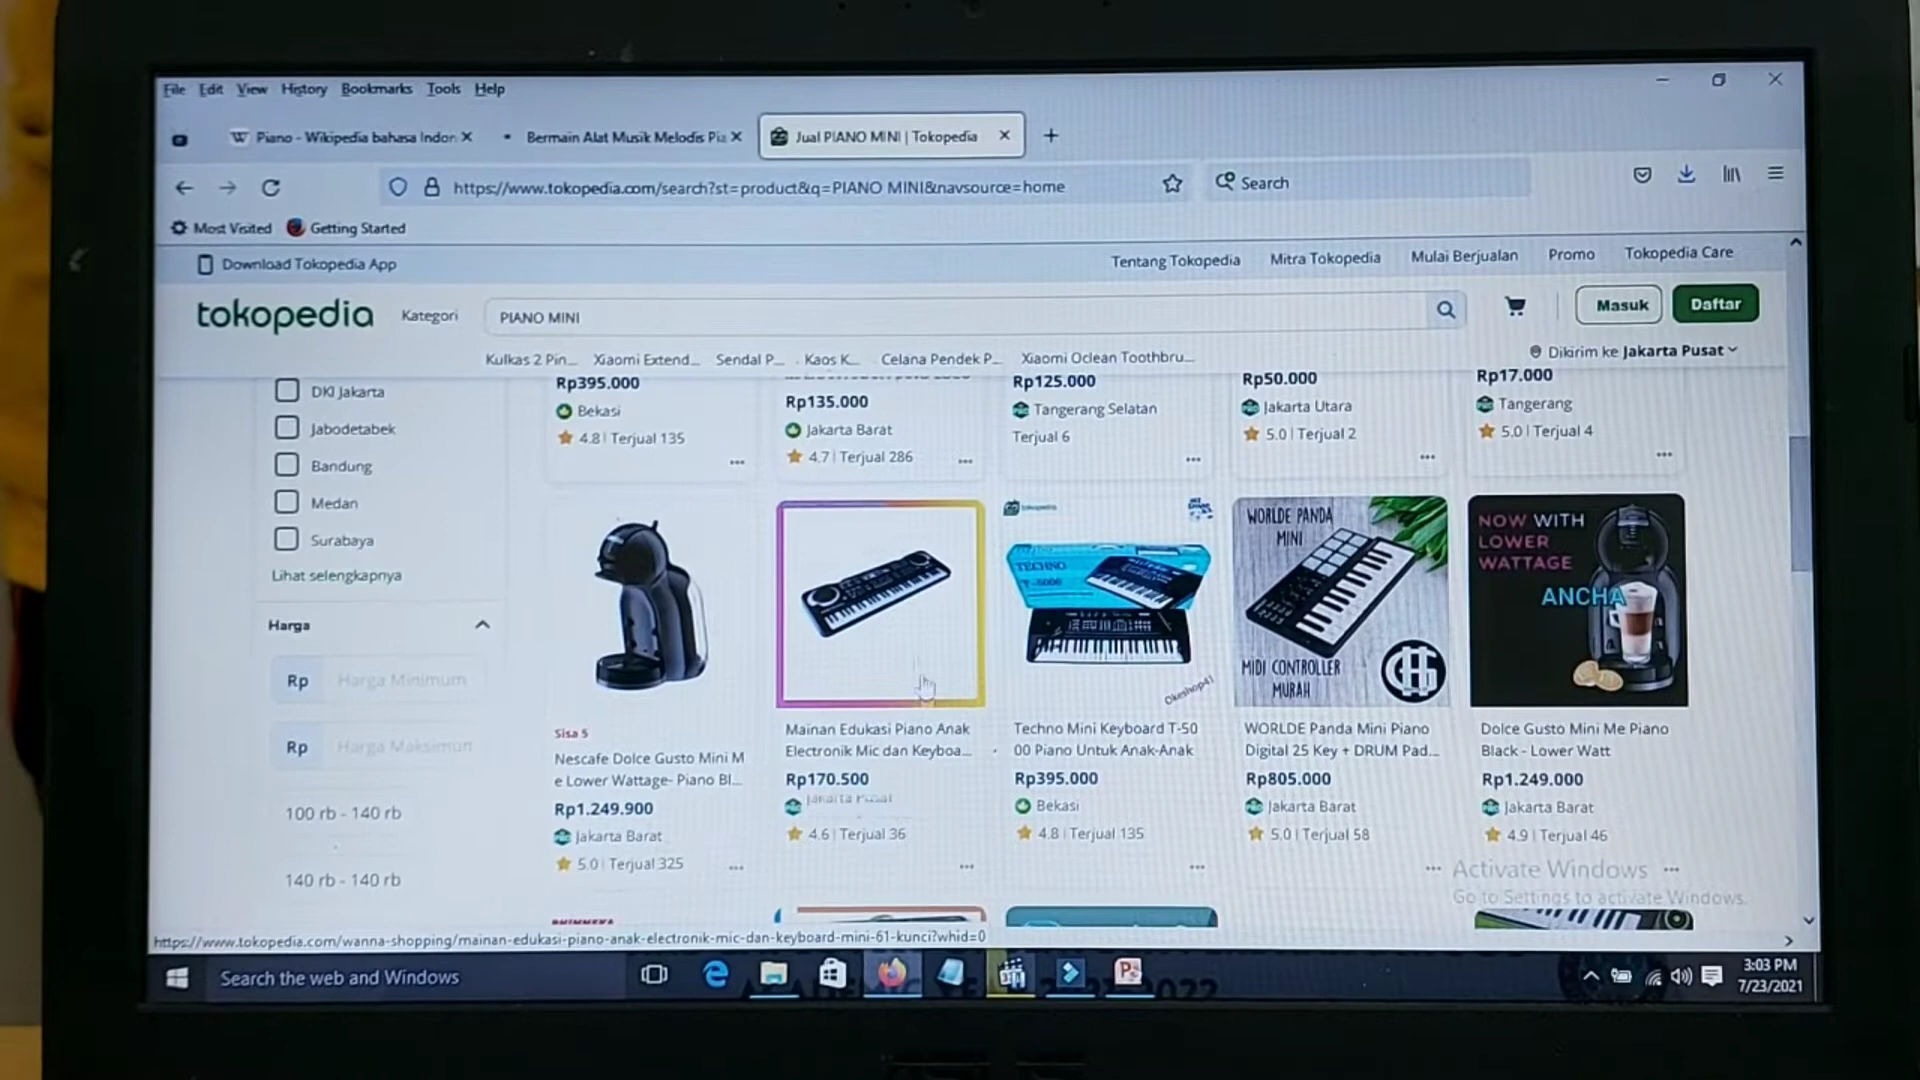 File Edit View History Bookmarks Tools Help
Piano - Wikipedia bahasa Indon
Bermain Alat Musik Melodis Pia
Jual PIANO MINI | Tokopedia
https://www.tokopedia.com/search?st=product&q=PIANO MINI&navsource=home
Search
Most Visited Getting Started
Download Tokopedia App
Tentang Tokopedia Mitra Tokopedia Mulai Berjualan Promo Tokopedia Care
tokopedia Kategori PIANO MINI Masuk Daftar
Kulkas 2 Pin... Xiaomi Extend... Sendal P... Kaos K... Celana Pendek P... Xiaomi Oclean Toothbru...
Dikirim ke Jakarta Pusat
DKI Jakarta
Jabodetabek
Bandung
Medan
Surabaya
Lihat selengkapnya
Harga
Rp Harga Minimum
Rp Harga Maksimum
100 rb - 140 rb
140 rb - 140 rb
Rp395.000
Bekasi
4.8 | Terjual 135
Rp135.000
Jakarta Barat
4.7 | Terjual 286
Rp125.000
Tangerang Selatan
Terjual 6
Rp50.000
Jakarta Utara
5.0 | Terjual 2
Rp17.000
Tangerang
5.0 | Terjual 4
Sisa 5
Nescafe Dolce Gusto Mini M
e Lower Wattage- Piano Bl...
Rp1.249.900
Jakarta Barat
5.0 | Terjual 325
Mainan Edukasi Piano Anak
Electronik Mic dan Keyboa...
Rp170.500
Jakarta Pusat
4.6 | Terjual 36
tokopedia
TECHNO
T-5000
Okeshop41
Techno Mini Keyboard T-50
00 Piano Untuk Anak-Anak
Rp395.000
Bekasi
4.8 | Terjual 135
WORLDE PANDA
MINI
MIDI CONTROLLER
MURAH
WORLDE Panda Mini Piano
Digital 25 Key + DRUM Pad...
Rp805.000
Jakarta Barat
5.0 | Terjual 58
NOW WITH
LOWER
WATTAGE
ANCHA
Dolce Gusto Mini Me Piano
Black - Lower Watt
Rp1.249.000
Jakarta Barat
4.9 | Terjual 46
Activate Windows
Go to Settings to activate Windows.
https://www.tokopedia.com/wanna-shopping/mainan-edukasi-piano-anak-electronik-mic-dan-keyboard-mini-61-kunci?whid=0
Search the web and Windows
3:03 PM
7/23/2021